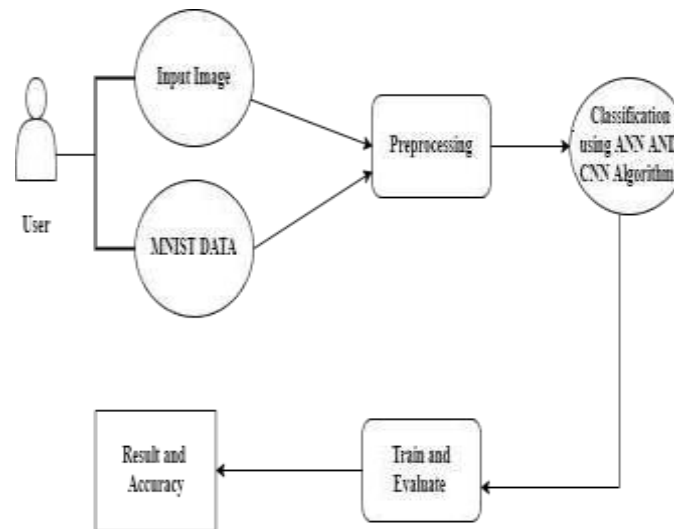 Input Image
User
MNIST DATA
Preprocessing
Classification
using ANN AND
CNN Algorithm
Train and
Evaluate
Result and
Accuracy